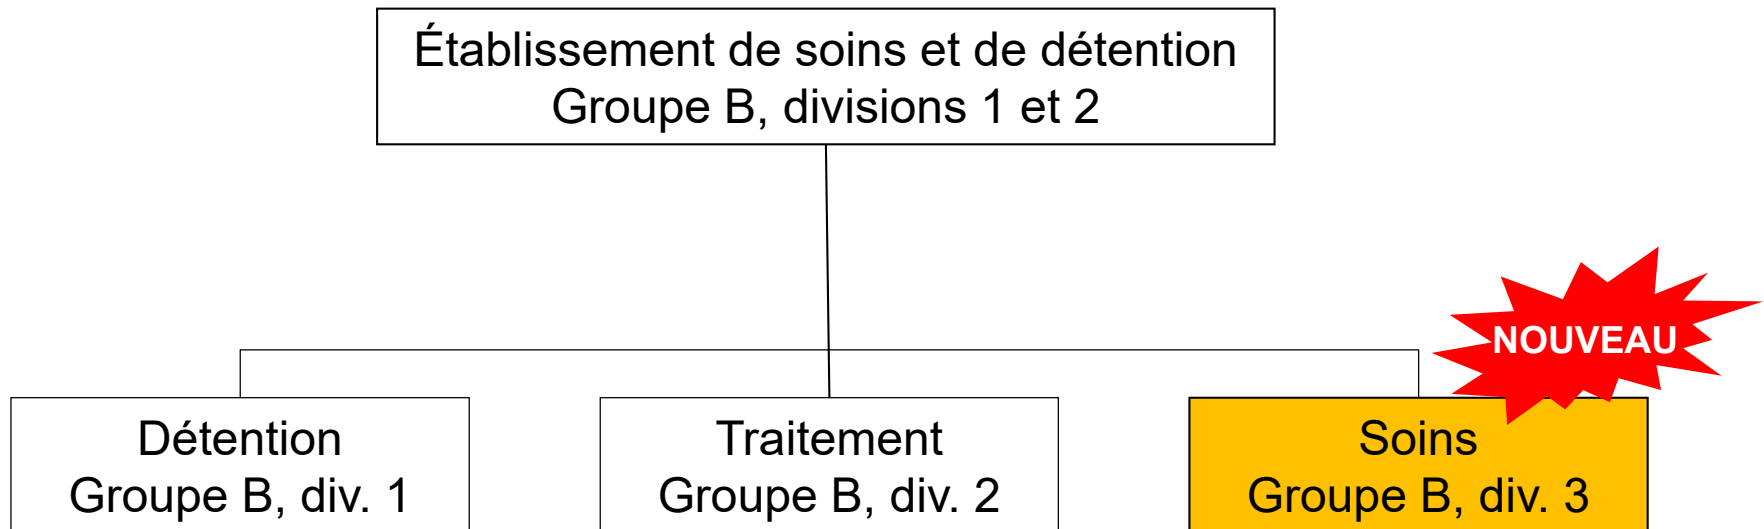 Établissement de soins et de détention
Groupe B, divisions 1 et 2
NOUVEAU
Détention
Groupe B, div. 1
Traitement
Groupe B, div. 2
Soins
Groupe B, div. 3